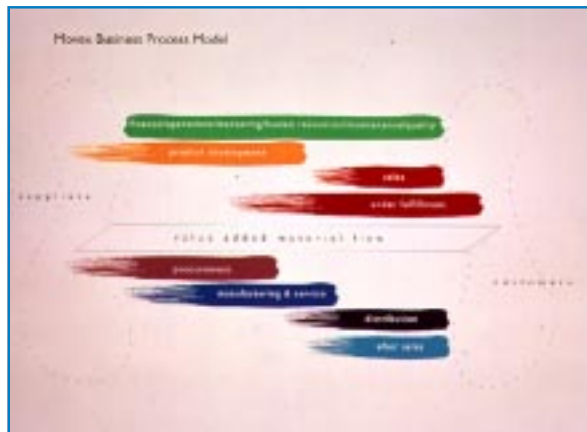 Movex Business Process Model
product development
sales
order fulfillment
suppliers
value added material flow
procurement
manufacturing & service
customers
distribution
after sales